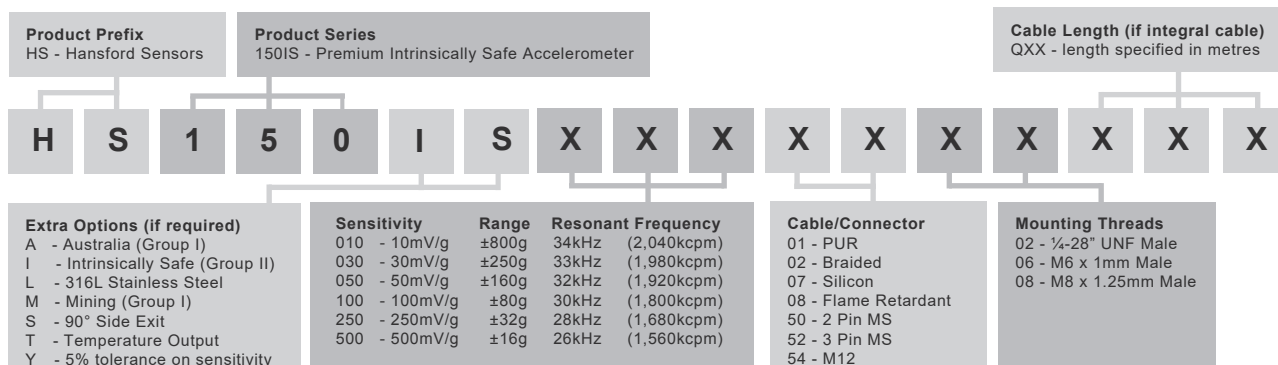 Product Prefix
HS - Hansford Sensors
Product Series
150IS - Premium Intrinsically Safe Accelerometer
Cable Length (if integral cable)
QXX - length specified in metres
H S 1 5 0 I S X X X X X X X X X X
Extra Options (if required)
A - Australia (Group I)
I - Intrinsically Safe (Group II)
L - 316L Stainless Steel
M - Mining (Group I)
S - 90° Side Exit
T - Temperature Output
Y - 5% tolerance on sensitivity
Sensitivity Range Resonant Frequency
010 - 10mV/g ±800g 34kHz (2,040kcpm)
030 - 30mV/g ±250g 33kHz (1,980kcpm)
050 - 50mV/g ±160g 32kHz (1,920kcpm)
100 - 100mV/g ±80g 30kHz (1,800kcpm)
250 - 250mV/g ±32g 28kHz (1,680kcpm)
500 - 500mV/g ±16g 26kHz (1,560kcpm)
Cable/Connector
01 - PUR
02 - Braided
07 - Silicon
08 - Flame Retardant
50 - 2 Pin MS
52 - 3 Pin MS
54 - M12
Mounting Threads
02 - ¼-28” UNF Male
06 - M6 x 1mm Male
08 - M8 x 1.25mm Male